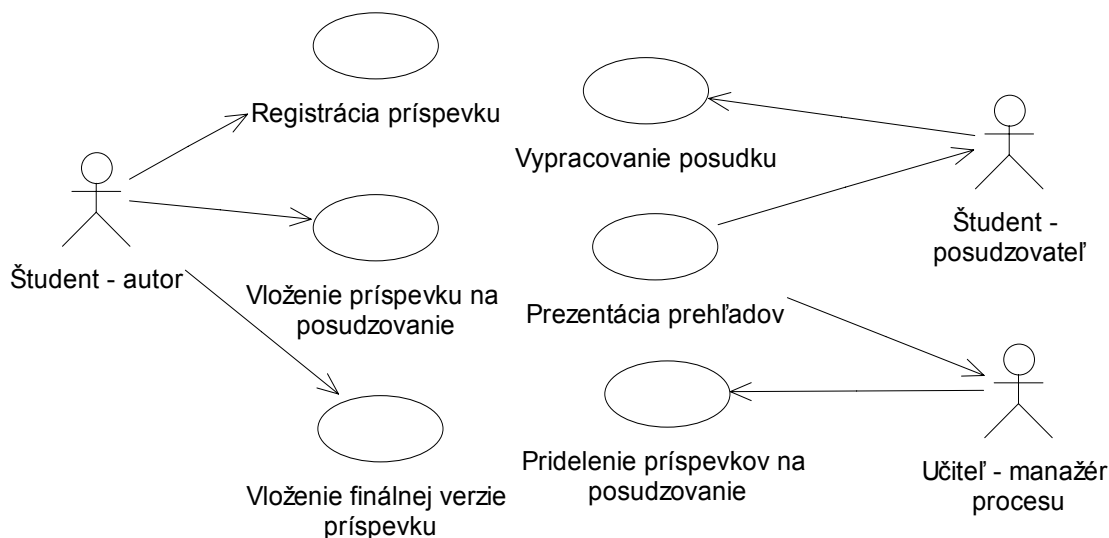 Registrácia príspevku
Vypracovanie posudku
Študent - autor
Vloženie príspevku na
posudzovanie
Študent -
posudzovateľ
Prezentácia prehľadov
Vloženie finálnej verzie
príspevku
Pridelenie príspevkov na
posudzovanie
Učiteľ - manažér
procesu